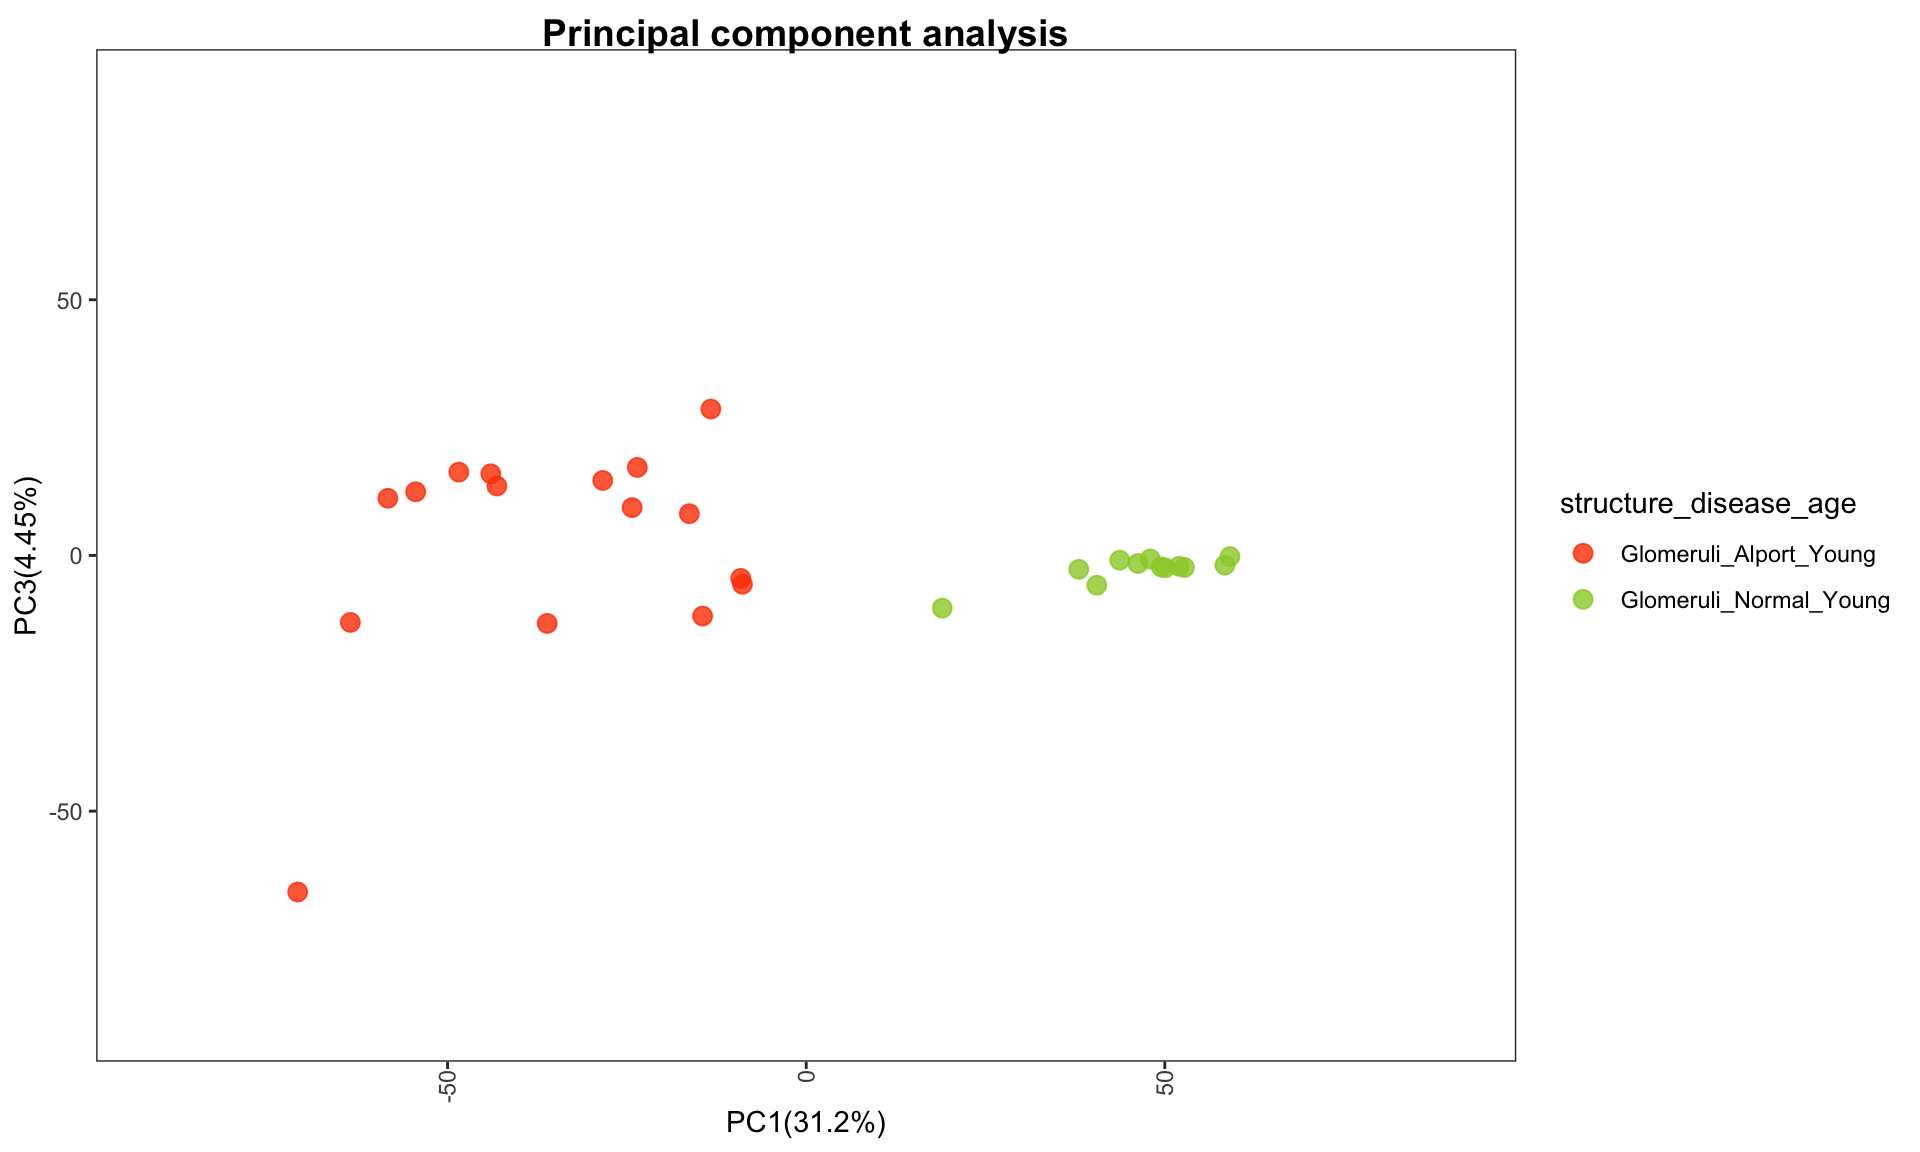 Principal component analysis
50
0
-50
PC3(4.45%)
-50
0
50
PC1(31.2%)
structure_disease_age
Glomeruli_Alport_Young
Glomeruli_Normal_Young